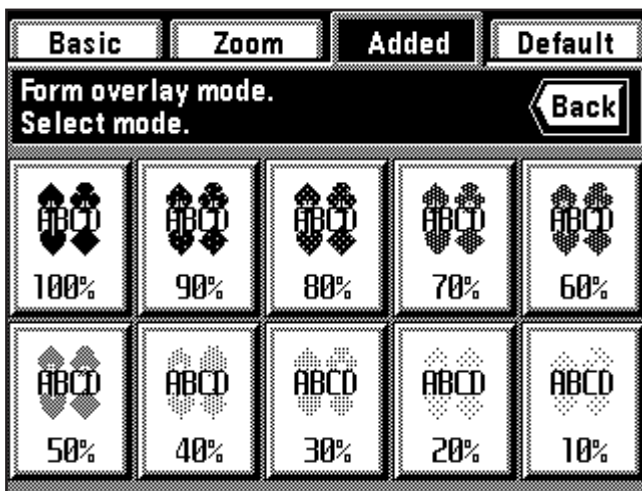 Basic Zoom Added Default
Form overlay mode.
Select mode.
Back
ABCD ABCD ABCD ABCD ABCD
100% 90% 80% 70% 60%
ABCD ABCD ABCD ABCD ABCD
50% 40% 30% 20% 10%